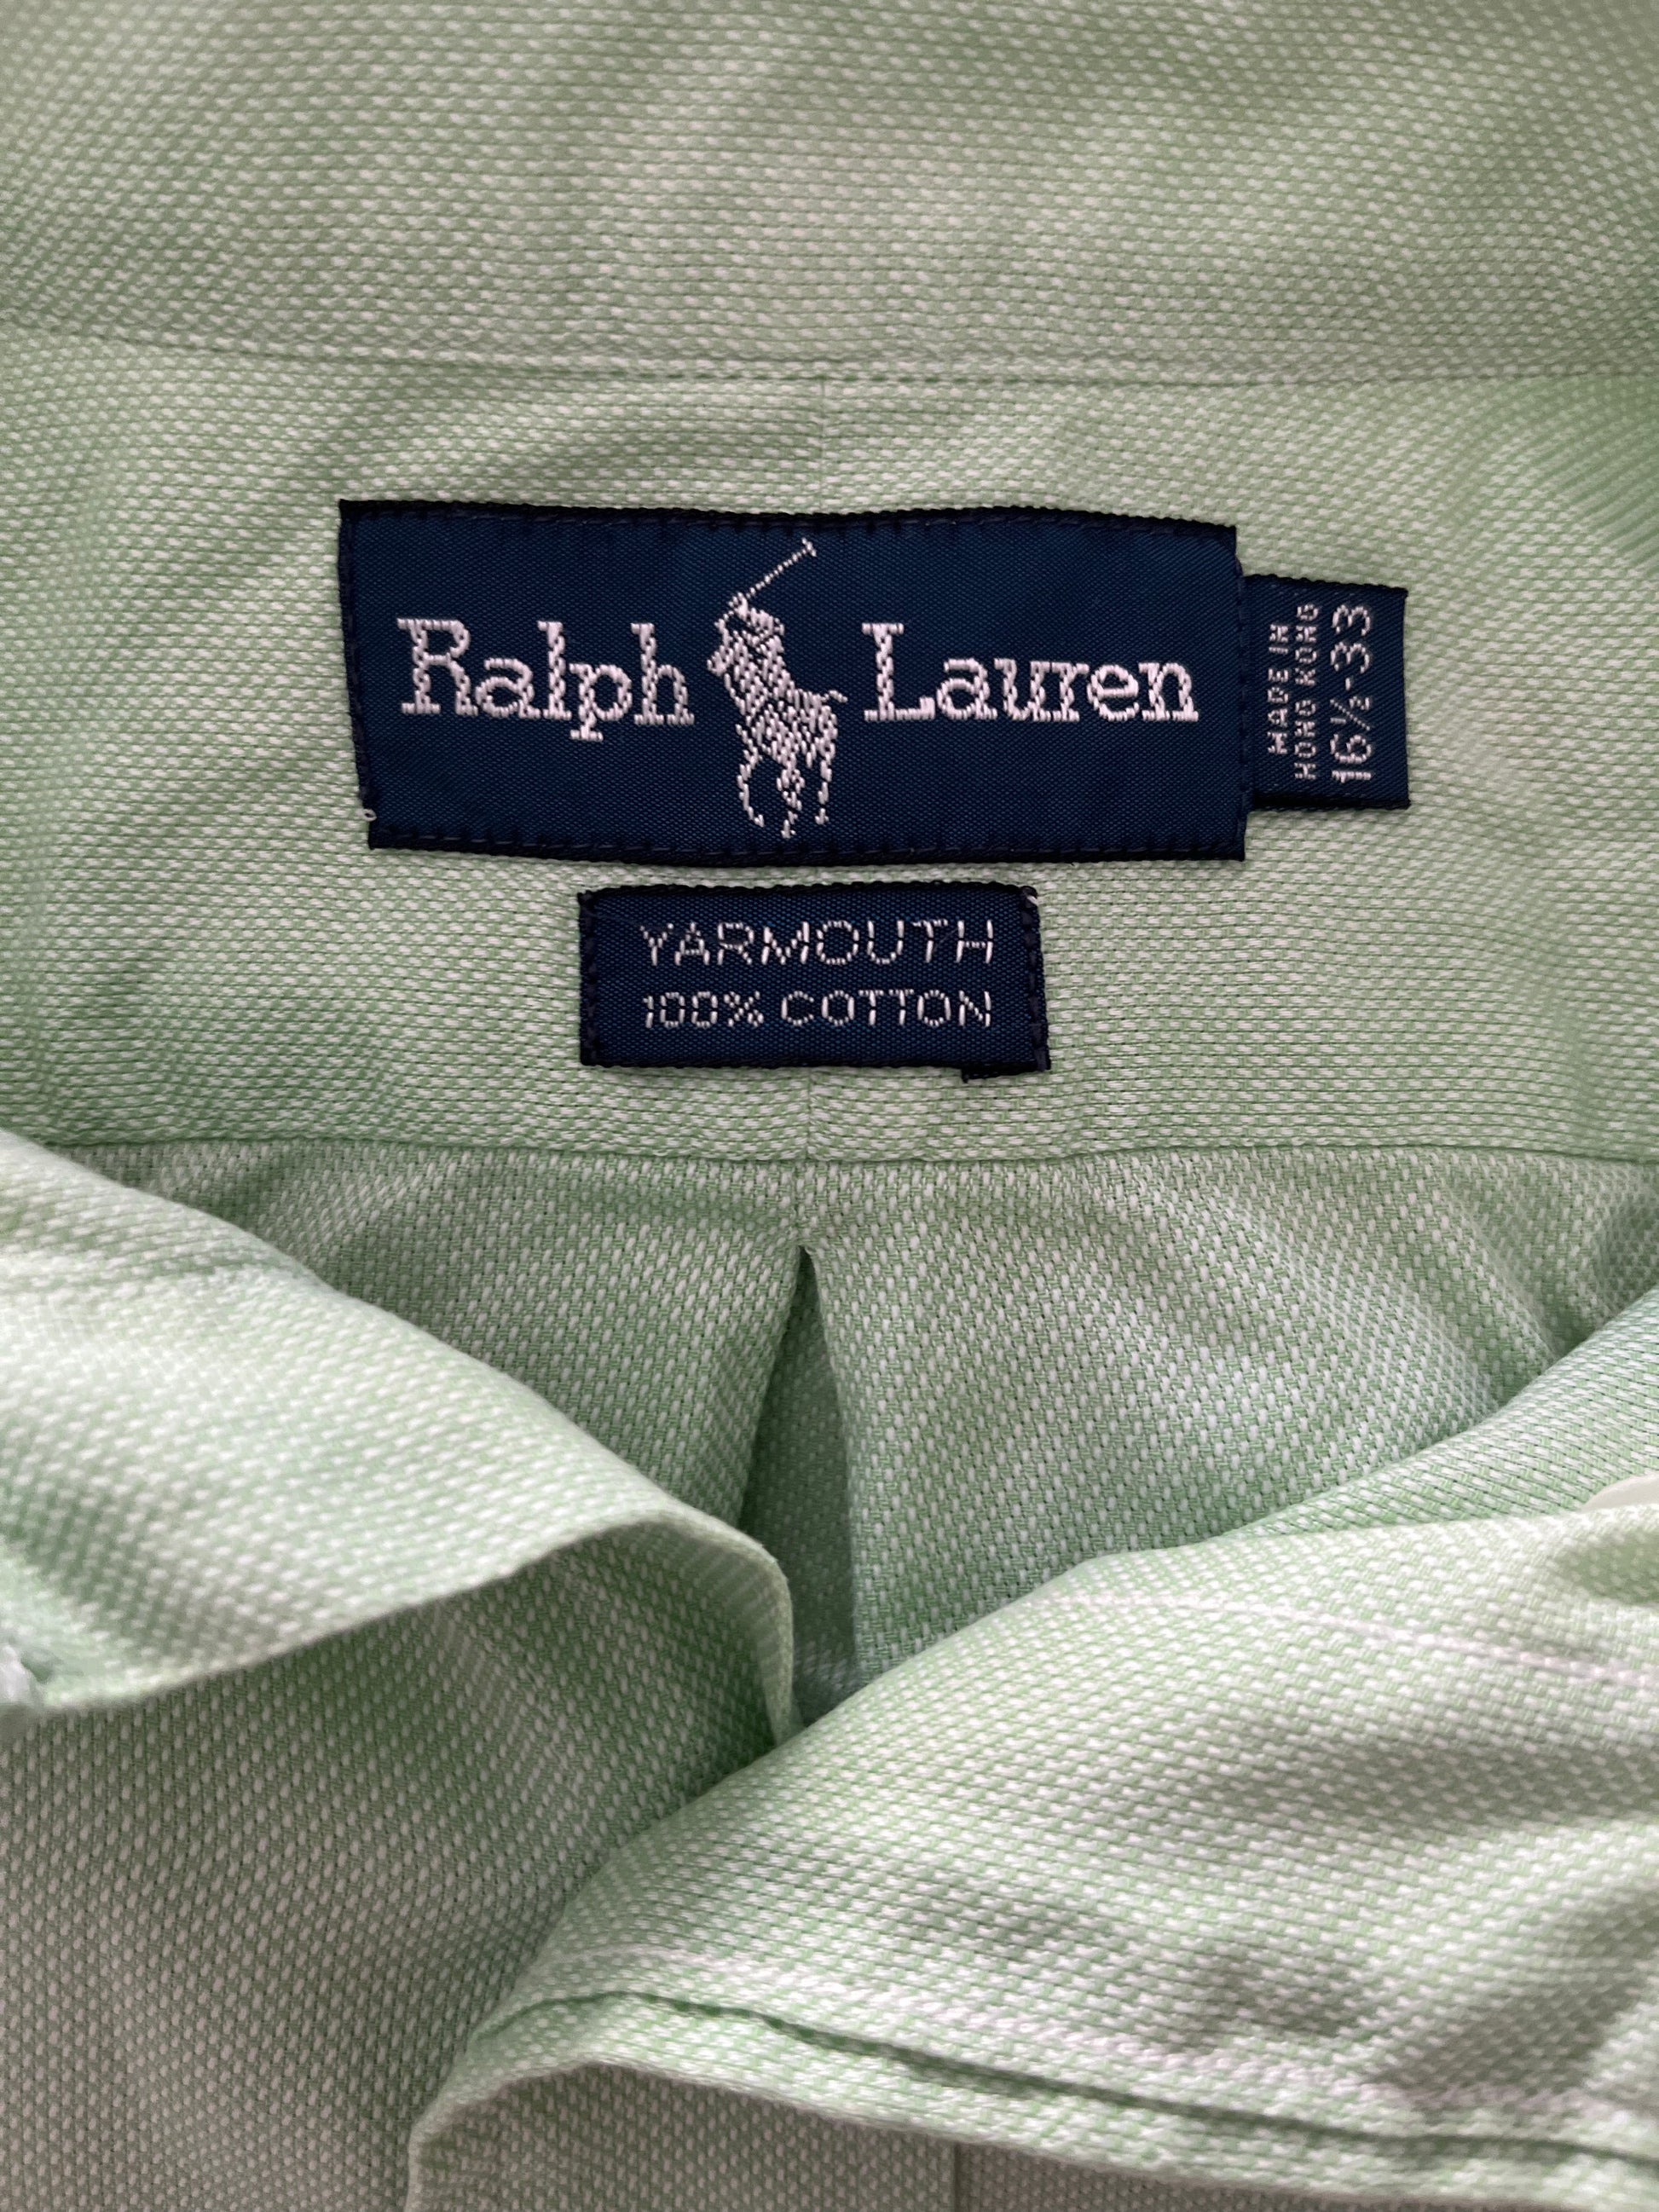 Ralph Lauren
MADE IN
HONG KONG
16½-33
YARMOUTH
100% COTTON